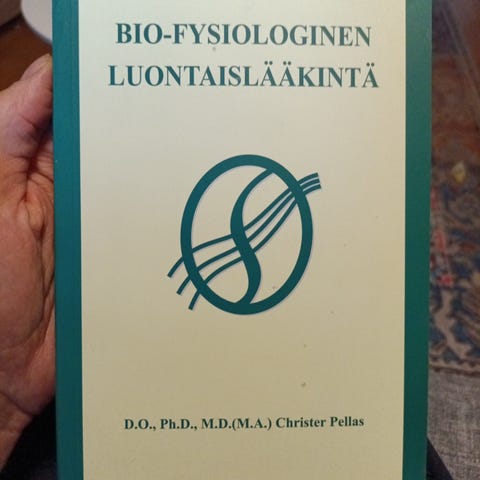 BIO-FYSIOLOGINEN
LUONTAISLÄÄKINTÄ
D.O., Ph.D., M.D.(M.A.) Christer Pellas